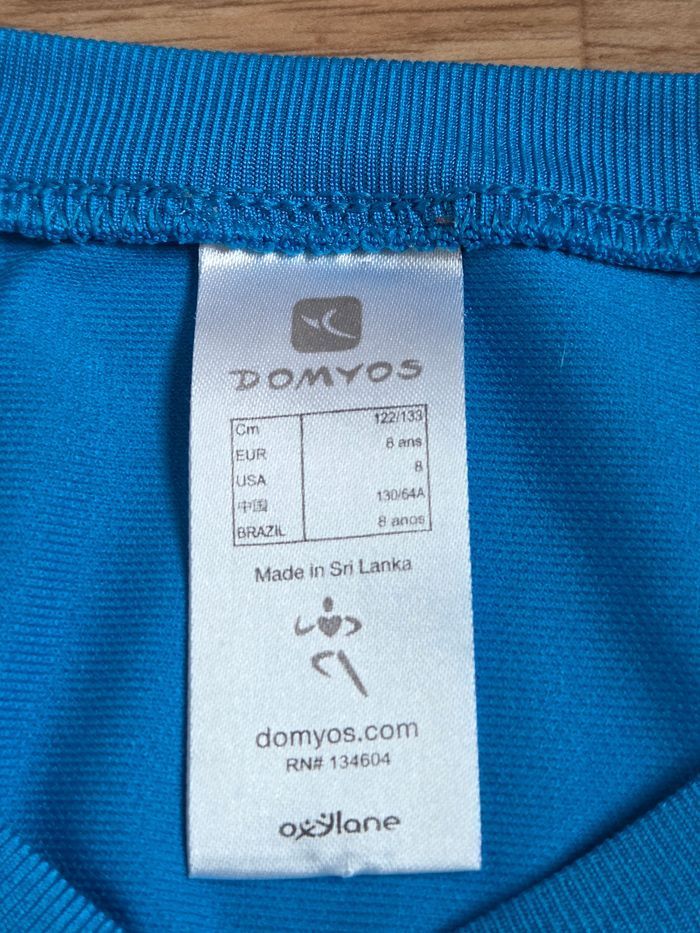 DOMYOS
Cm 122/133
EUR 8 ans
USA 8
中国 130/64A
BRAZIL 8 anos
Made in Sri Lanka
domyos.com
RN# 134604
oxylane